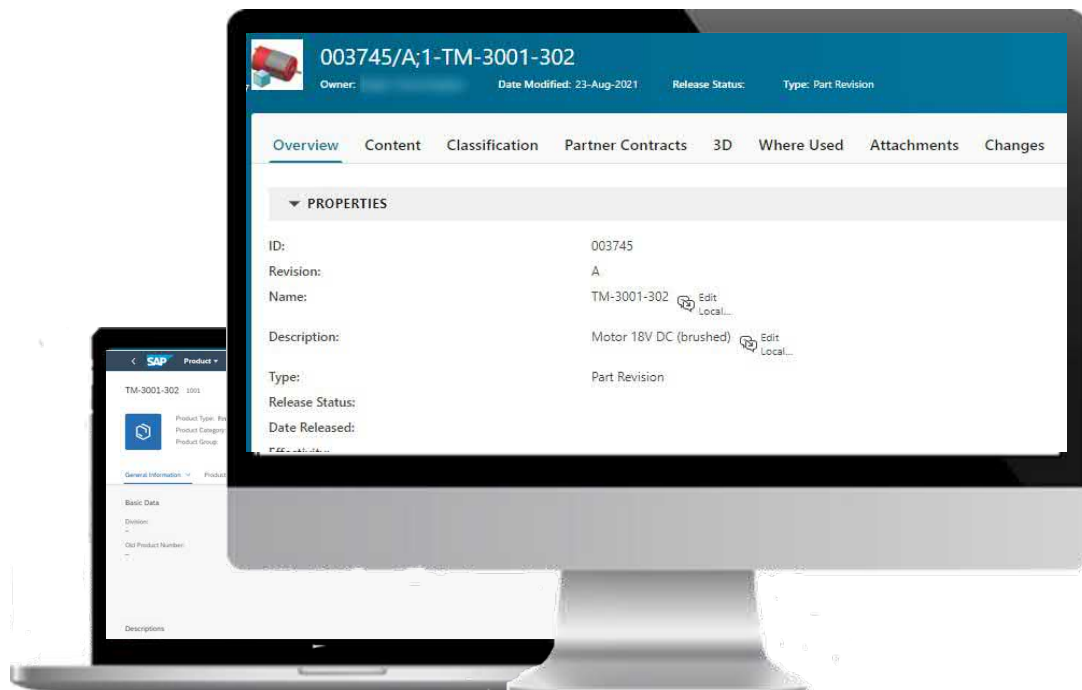 003745/A;1-TM-3001-302
Owner:
Date Modified: 23-Aug-2021
Release Status:
Type: Part Revision
Overview
Content
Classification
Partner Contracts
3D
Where Used
Attachments
Changes
PROPERTIES
ID: 003745
Revision: A
Name: TM-3001-302 Edit
Local...
Description: Motor 18V DC (brushed) Edit
Local...
Type: Part Revision
Release Status:
Date Released:
SAP Product
TM-3001-302 1001
Product Type:
Product Category
Product Group:
General Information
Product
Basic Data
Division:
–
Old Product Number:
–
Descriptions